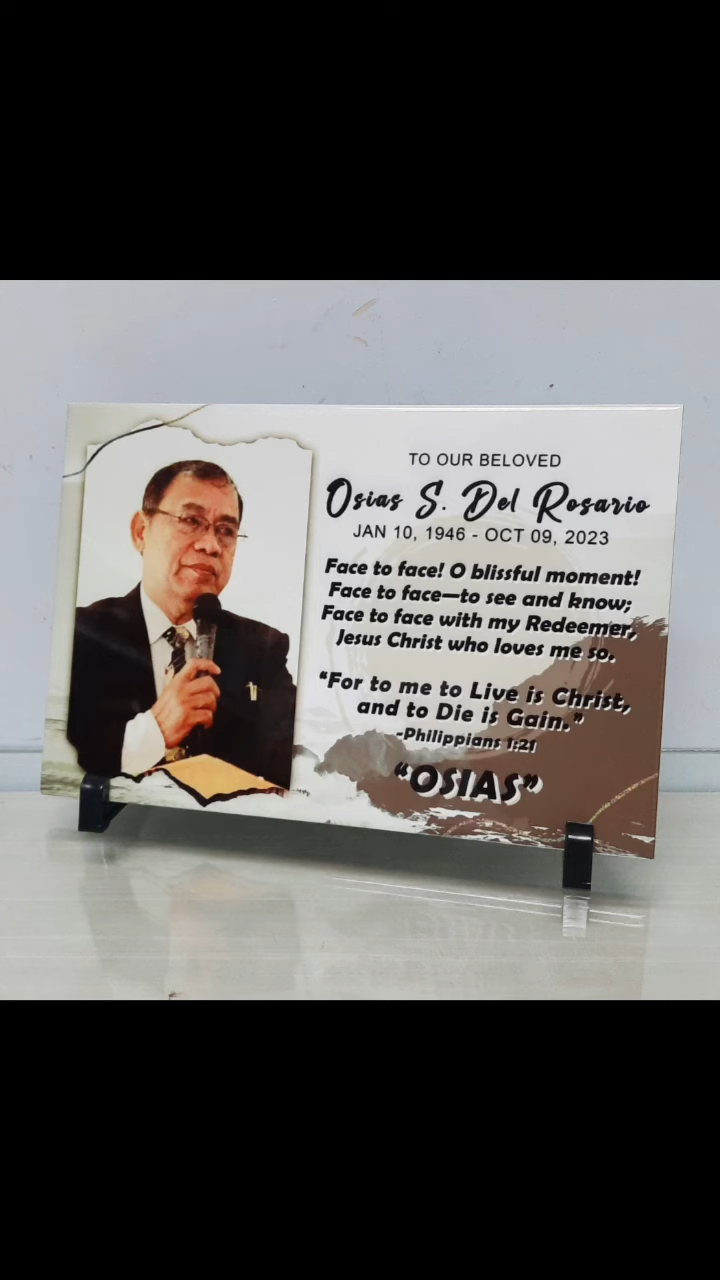 TO OUR BELOVED
Osias S. Del Rosario
JAN 10, 1946 - OCT 09, 2023
Face to face! O blissful moment!
Face to face—to see and know;
Face to face with my Redeemer,
Jesus Christ who loves me so.
“For to me to Live is Christ,
and to Die is Gain.”
-Philippians 1:21
“OSIAS”